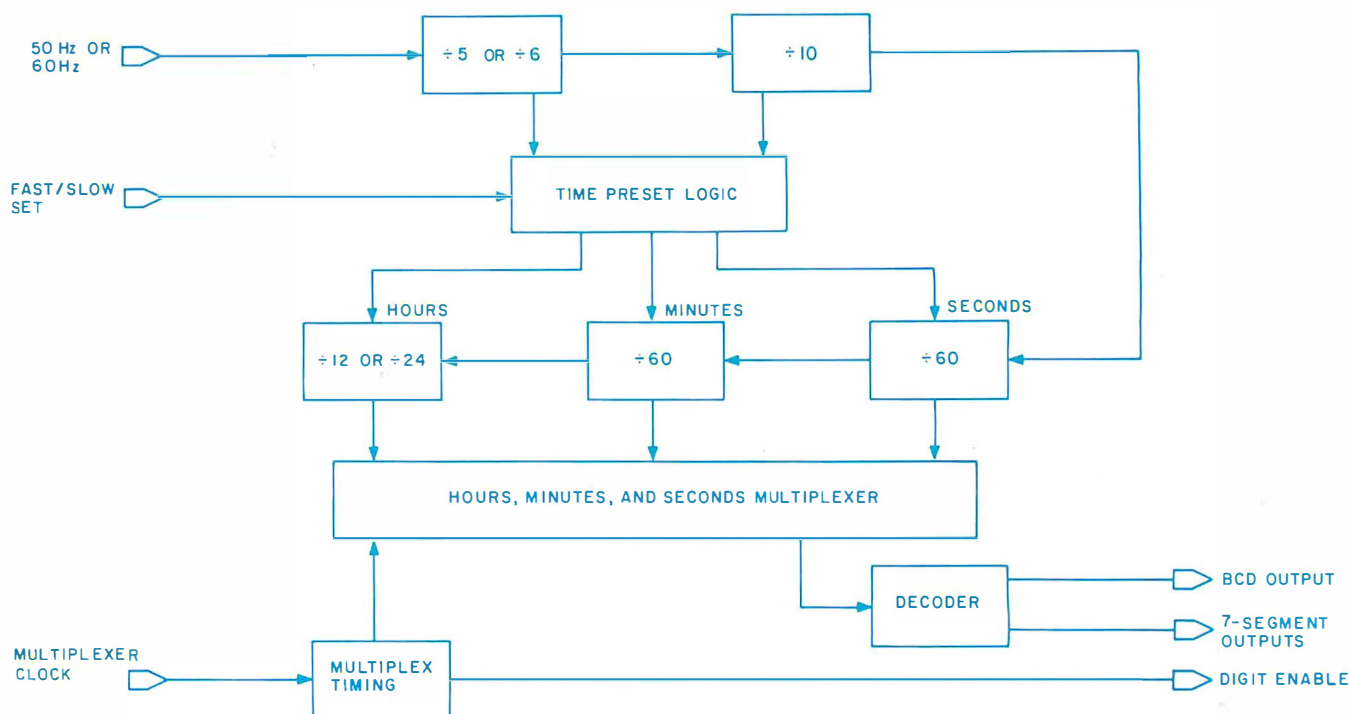 50 Hz OR
60Hz
÷5 OR ÷6
÷10
FAST/SLOW
SET
TIME PRESET LOGIC
HOURS
MINUTES
SECONDS
÷12 OR ÷24
÷60
÷60
HOURS, MINUTES, AND SECONDS MULTIPLEXER
DECODER
BCD OUTPUT
7-SEGMENT
OUTPUTS
MULTIPLEXER
CLOCK
MULTIPLEX
TIMING
DIGIT ENABLE